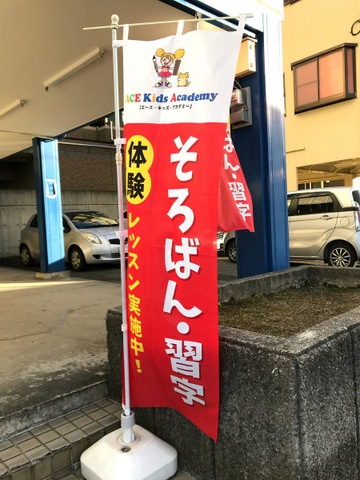 ACE Kids Academy
[エース・キッズ・アカデミー]
そろばん・習字
体験
レッスン実施中!
ばん・習字